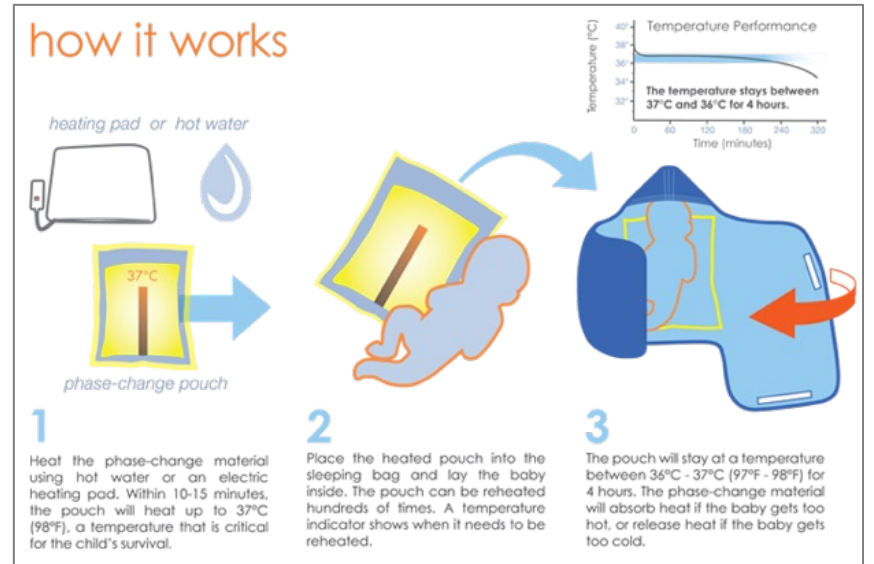 how it works
Temperature Performance
Temperature (°C)
40°
38°
36°
34°
32°
The temperature stays between
37°C and 36°C for 4 hours.
0 60 120 180 240 320
Time (minutes)
heating pad or hot water
37°C
phase-change pouch
1
Heat the phase-change material
using hot water or an electric
heating pad. Within 10-15 minutes,
the pouch will heat up to 37°C
(98°F), a temperature that is critical
for the child's survival.
2
Place the heated pouch into the
sleeping bag and lay the baby
inside. The pouch can be reheated
hundreds of times. A temperature
indicator shows when it needs to be
reheated.
3
The pouch will stay at a temperature
between 36°C - 37°C (97°F - 98°F) for
4 hours. The phase-change material
will absorb heat if the baby gets too
hot, or release heat if the baby gets
too cold.